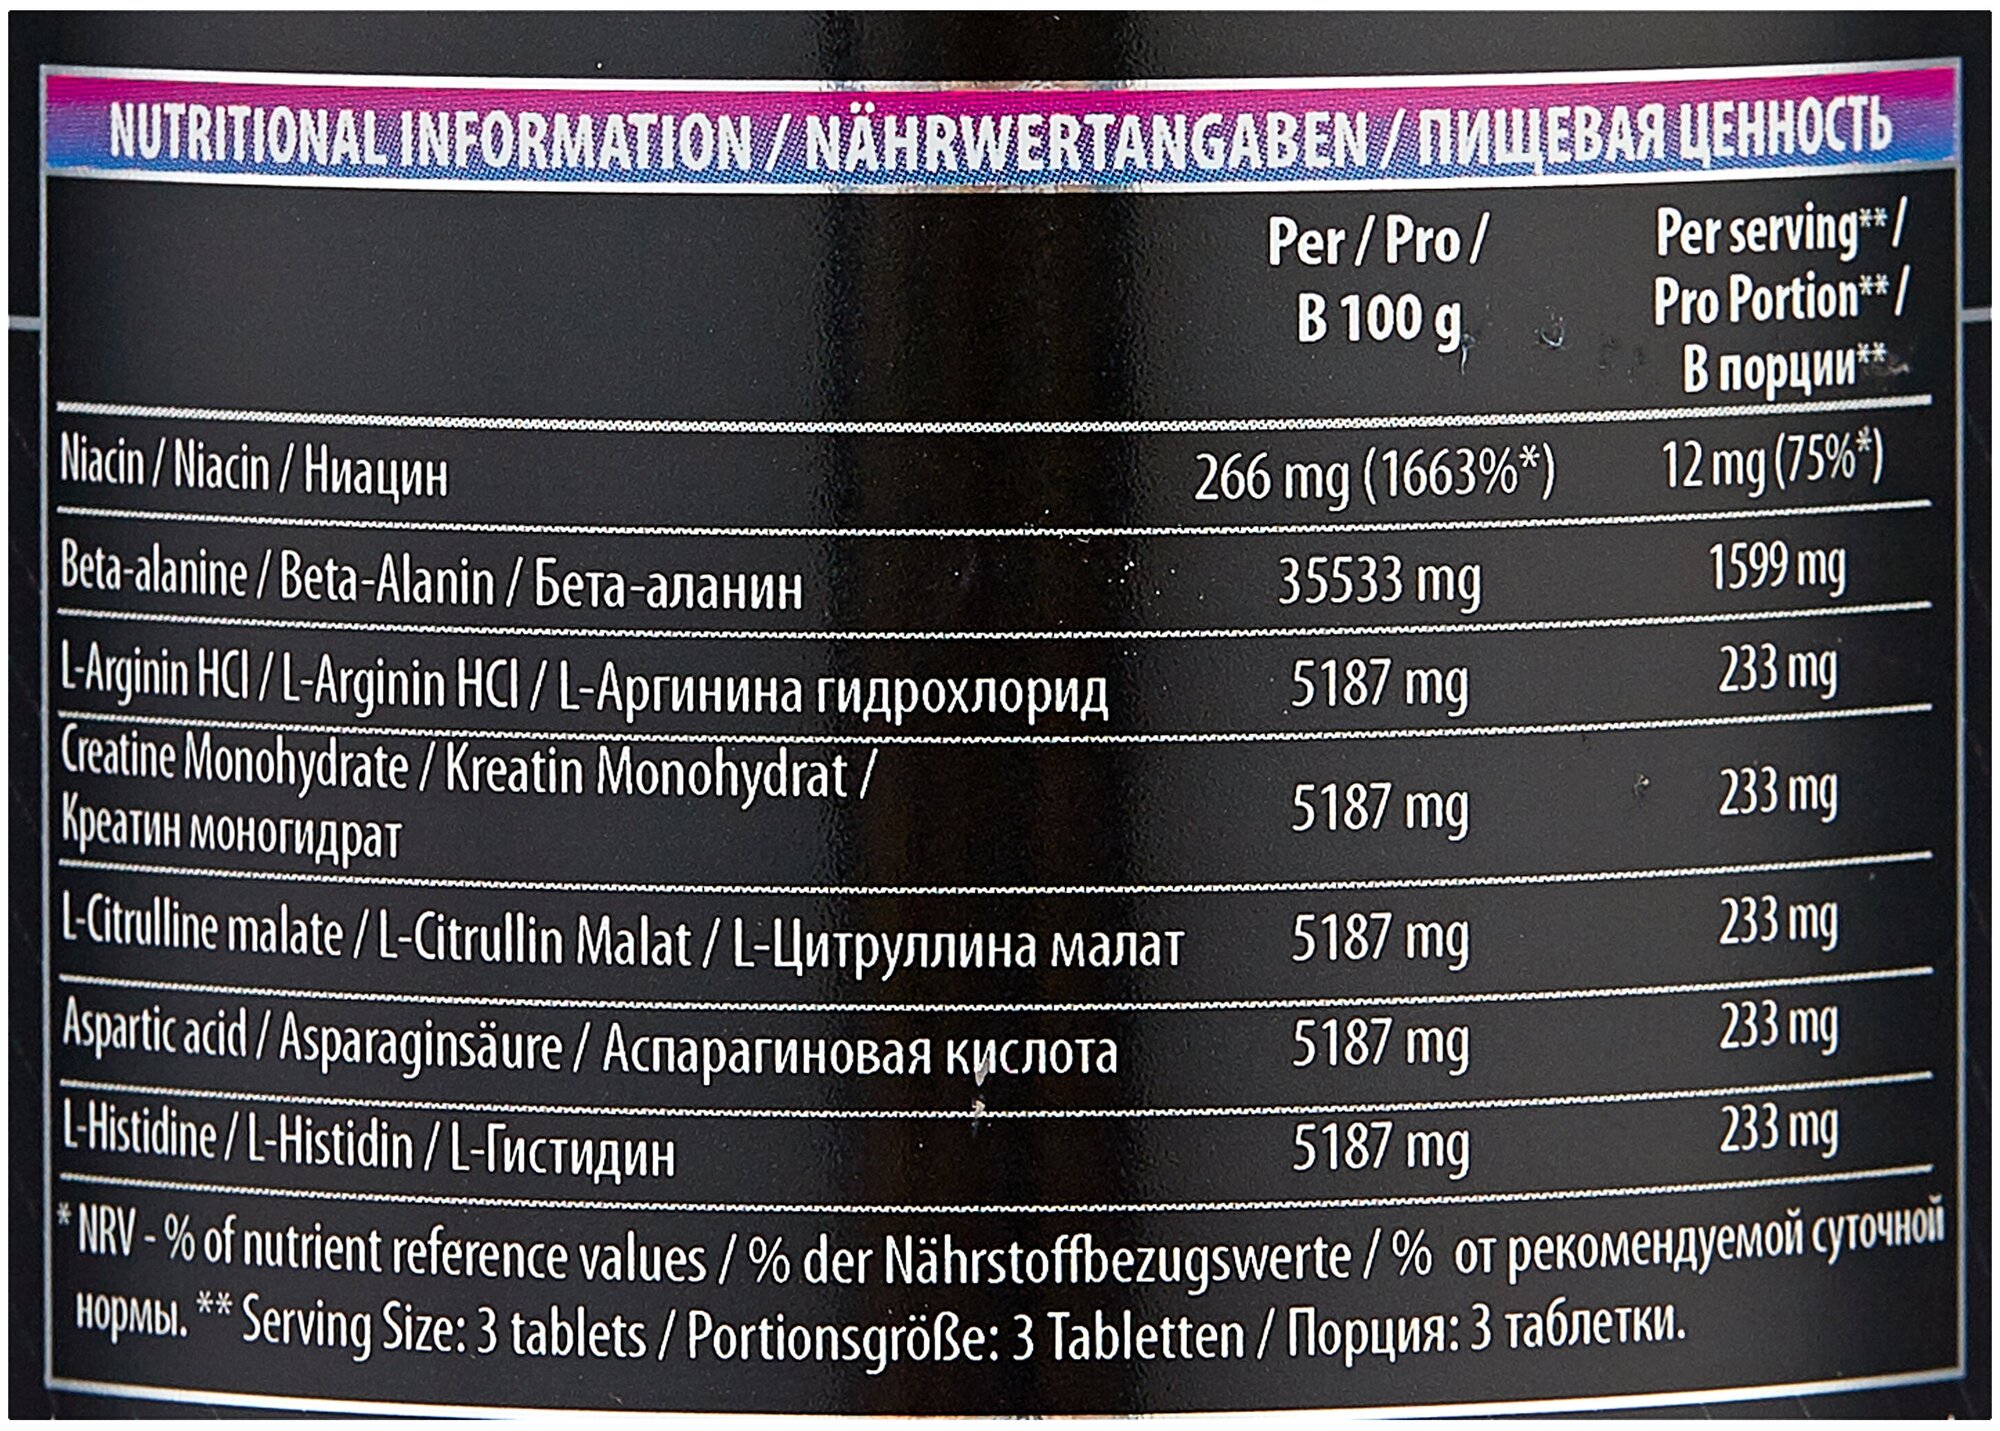 NUTRITIONAL INFORMATION / NÄHRWERTANGABEN / ПИЩЕВАЯ ЦЕННОСТЬ
Per / Pro / В 100 g
Per serving** / Pro Portion** / В порции**
Niacin / Niacin / Ниацин 266 mg (1663%*) 12 mg (75%*)
Beta-alanine / Beta-Alanin / Бета-аланин 35533 mg 1599 mg
L-Arginin HCl / L-Arginin HCl / L-Аргинина гидрохлорид 5187 mg 233 mg
Creatine Monohydrate / Kreatin Monohydrat /
Креатин моногидрат 5187 mg 233 mg
L-Citrulline malate / L-Citrullin Malat / L-Цитруллина малат 5187 mg 233 mg
Aspartic acid / Asparaginsäure / Аспарагиновая кислота 5187 mg 233 mg
L-Histidine / L-Histidin / L-Гистидин 5187 mg 233 mg
* NRV - % of nutrient reference values / % der Nährstoffbezugswerte / % от рекомендуемой суточной
нормы. ** Serving Size: 3 tablets / Portionsgröße: 3 Tabletten / Порция: 3 таблетки.